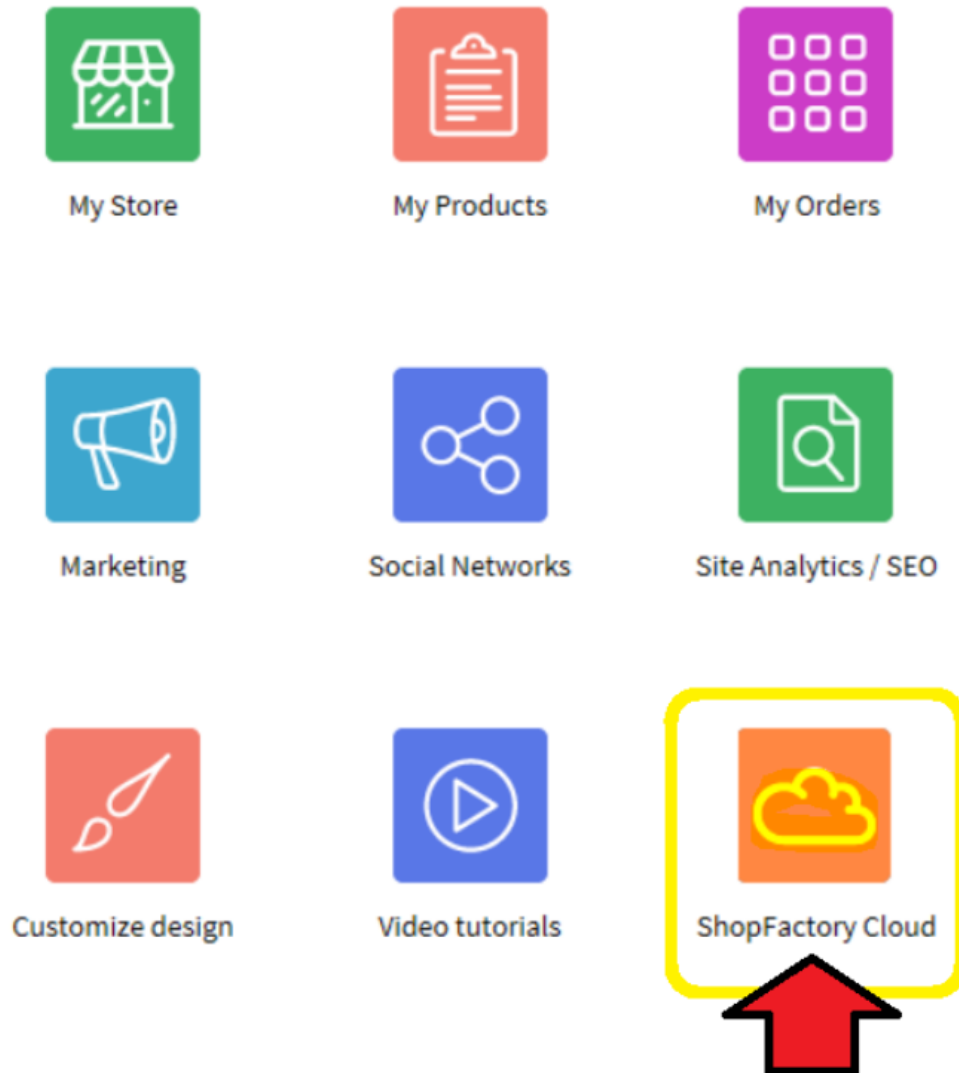 My Store
My Products
My Orders
Marketing
Social Networks
Site Analytics / SEO
Customize design
Video tutorials
ShopFactory Cloud